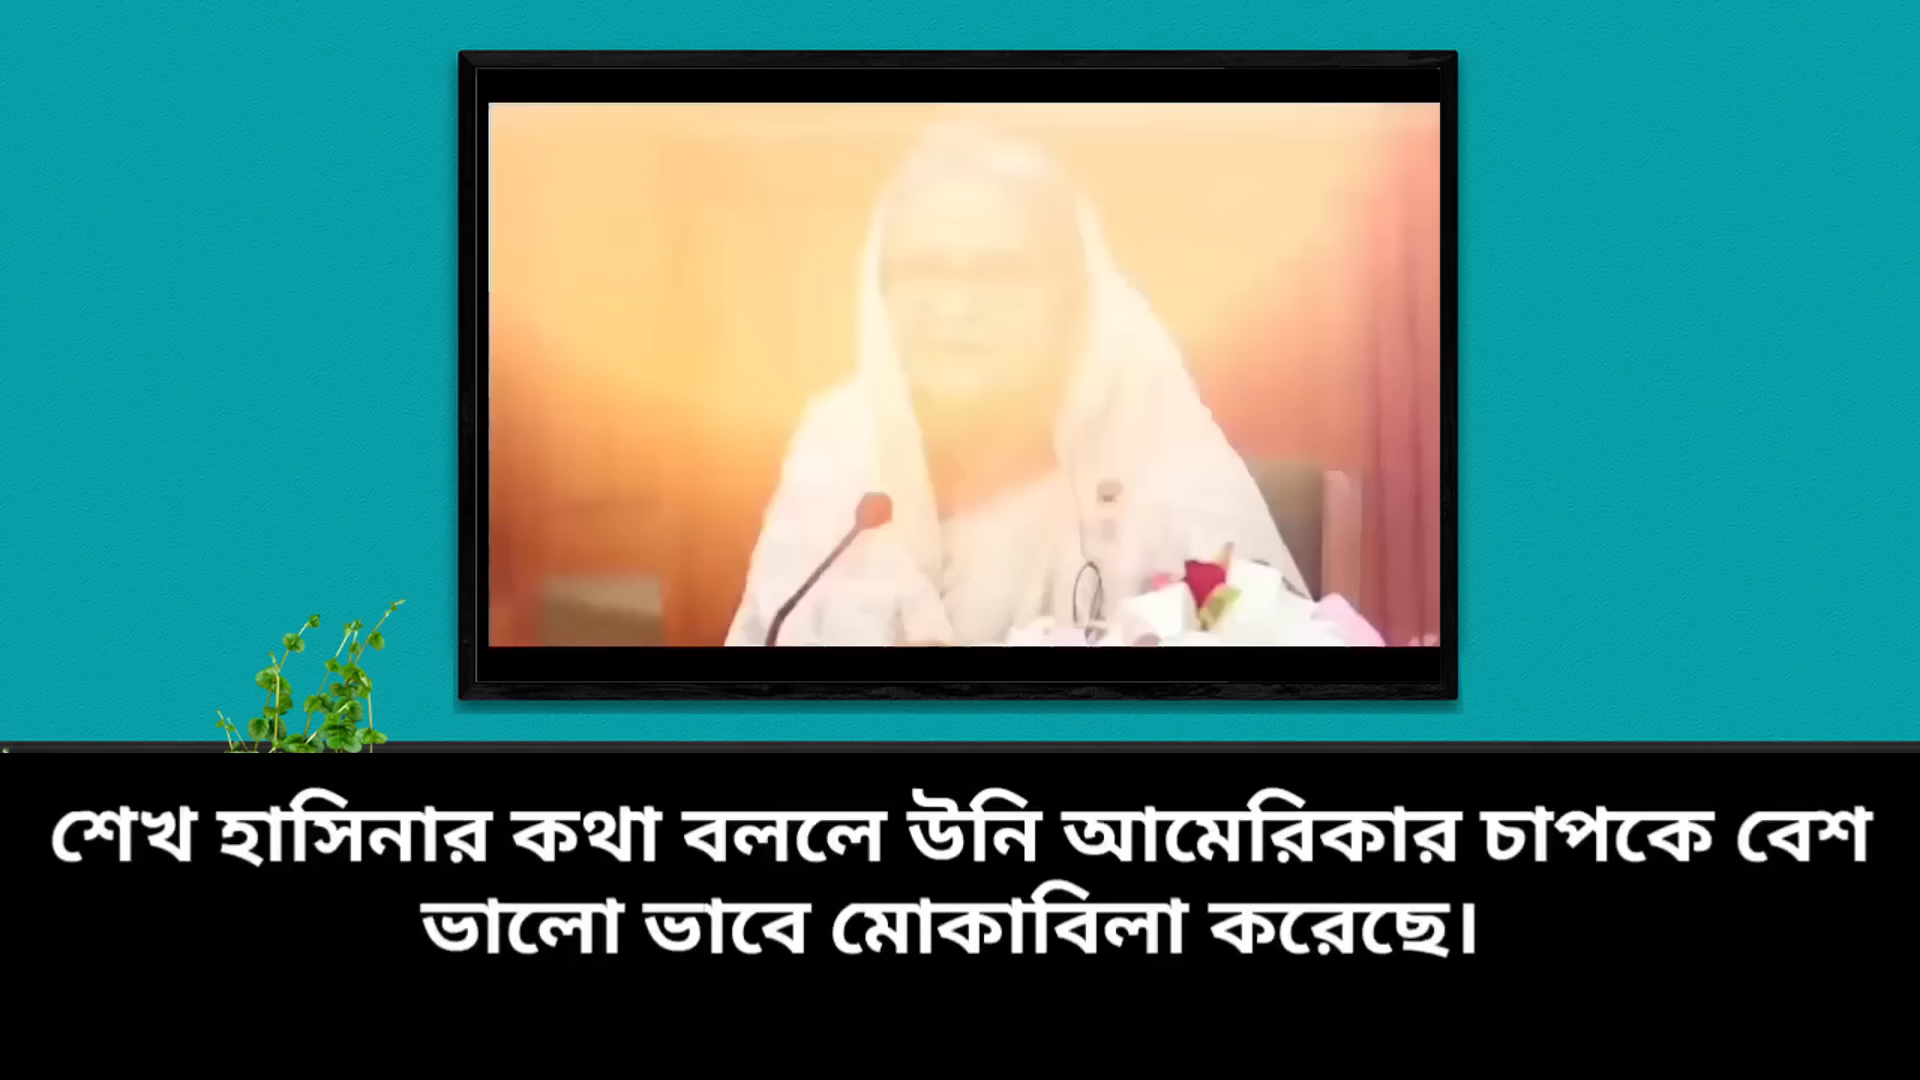 শেখ হাসিনার কথা বললে উনি আমেরিকার চাপকে বেশ
ভালো ভাবে মোকাবিলা করেছে।